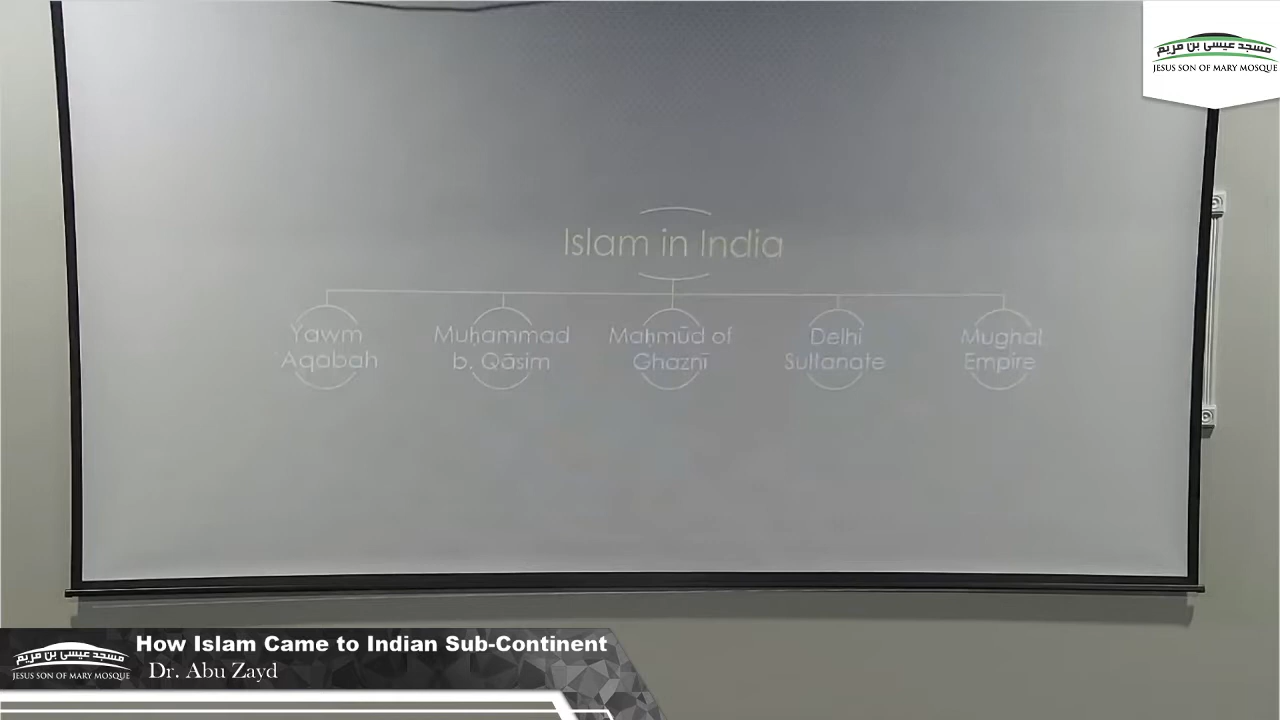 مسجد عيسى بن مريم
JESUS SON OF MARY MOSQUE
Islam in India
Yawm
Aqabah
Muḥammad
b. Qāsim
Maḥmūd of
Ghaznī
Delhi
Sultanate
Mughal
Empire
How Islam Came to Indian Sub-Continent
Dr. Abu Zayd
مسجد عيسى بن مريم
JESUS SON OF MARY MOSQUE